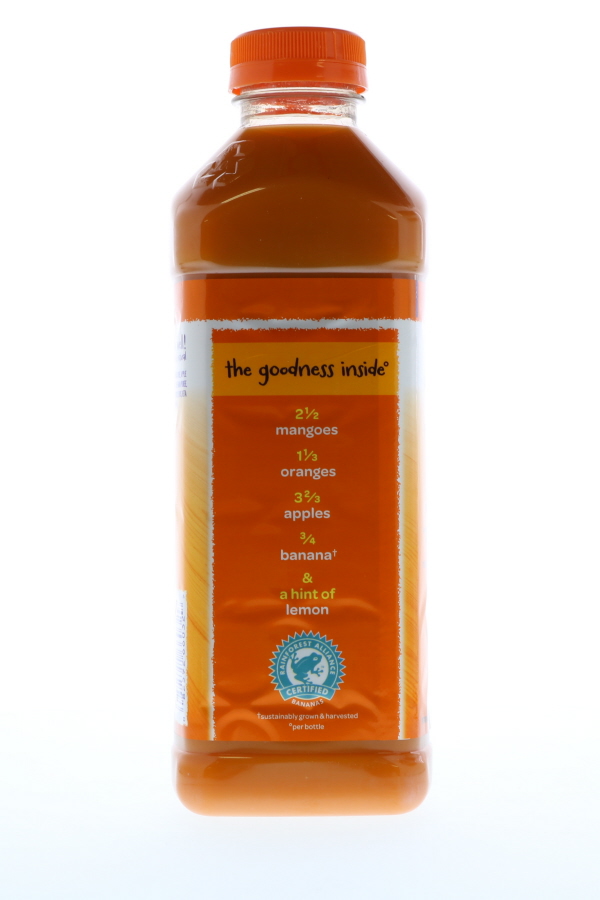 the goodness inside°
2½
mangoes
1⅓
oranges
3⅔
apples
¾
banana†
&
a hint of
lemon
RAINFOREST ALLIANCE
CERTIFIED
BANANAS
†sustainably grown & harvested
°per bottle